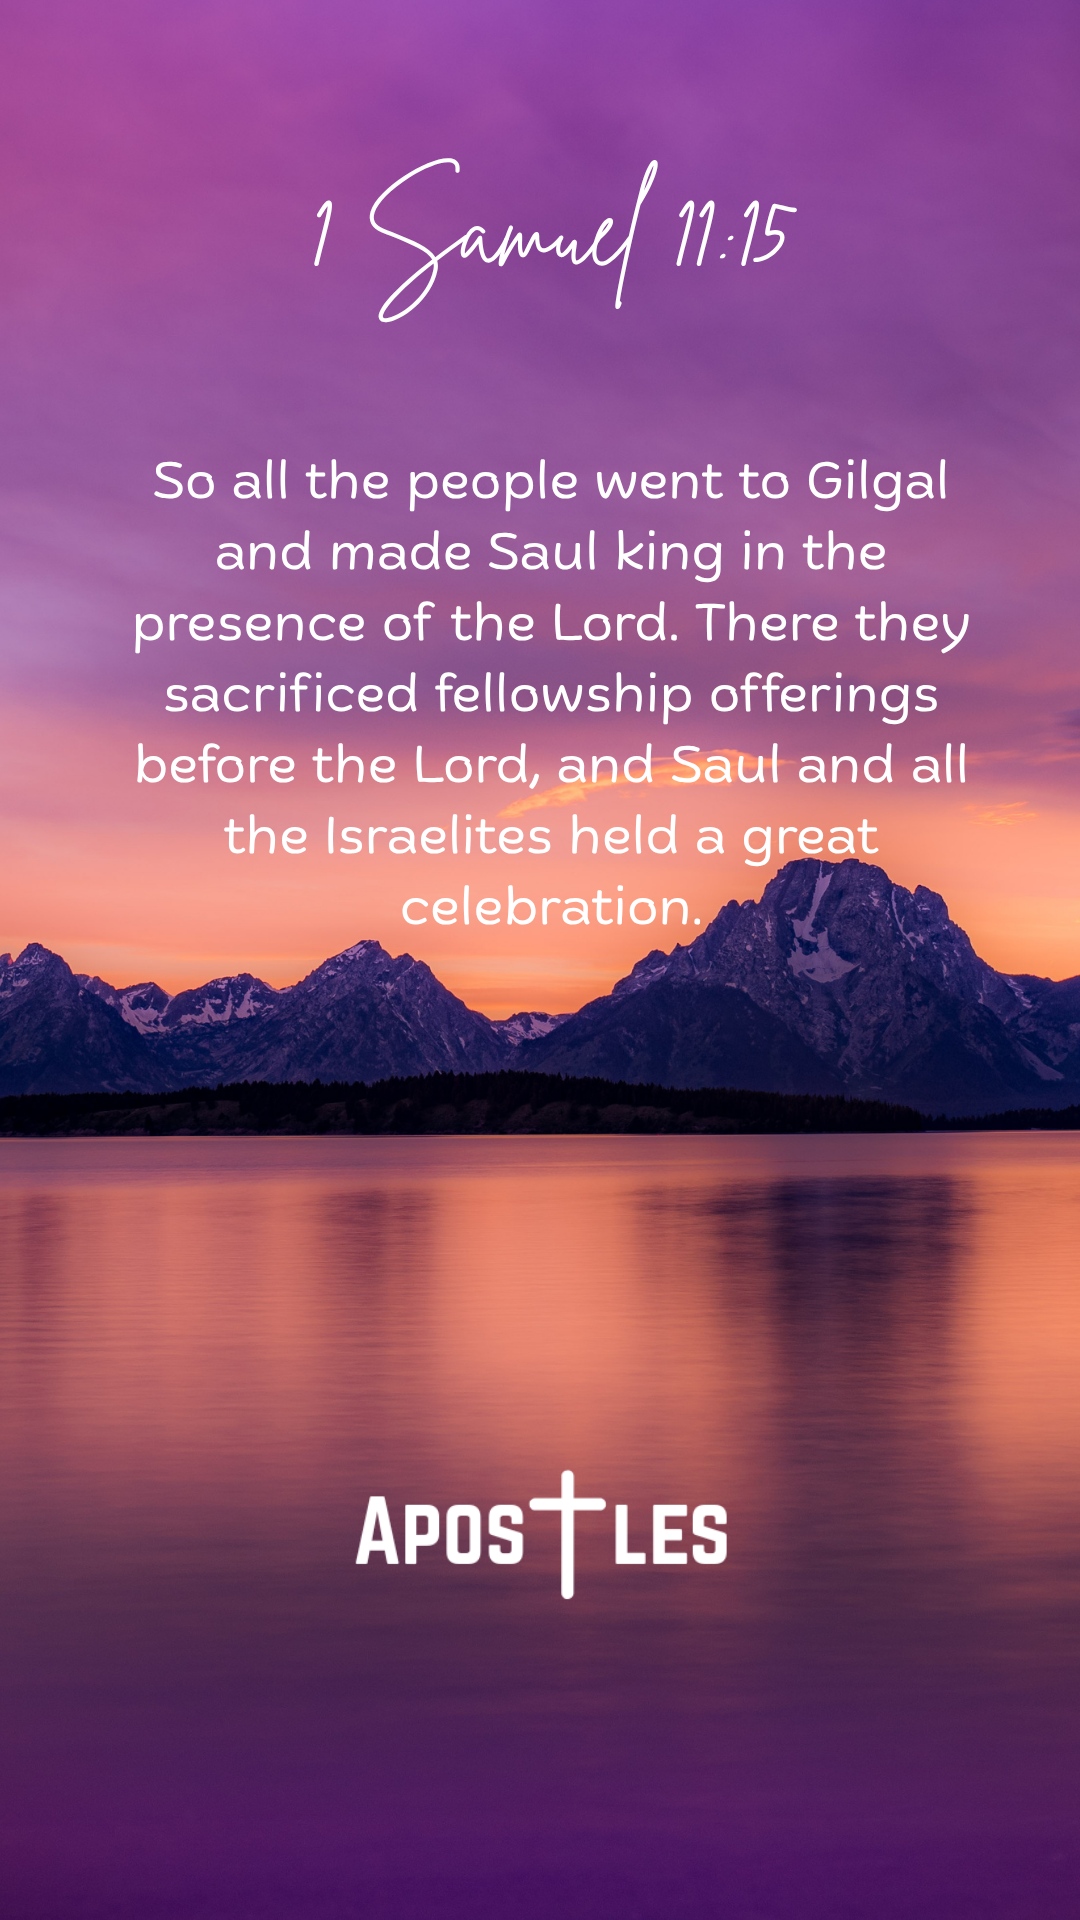 1 Samuel 11:15
So all the people went to Gilgal
and made Saul king in the
presence of the Lord. There they
sacrificed fellowship offerings
before the Lord, and Saul and all
the Israelites held a great
celebration.
APOSTLES